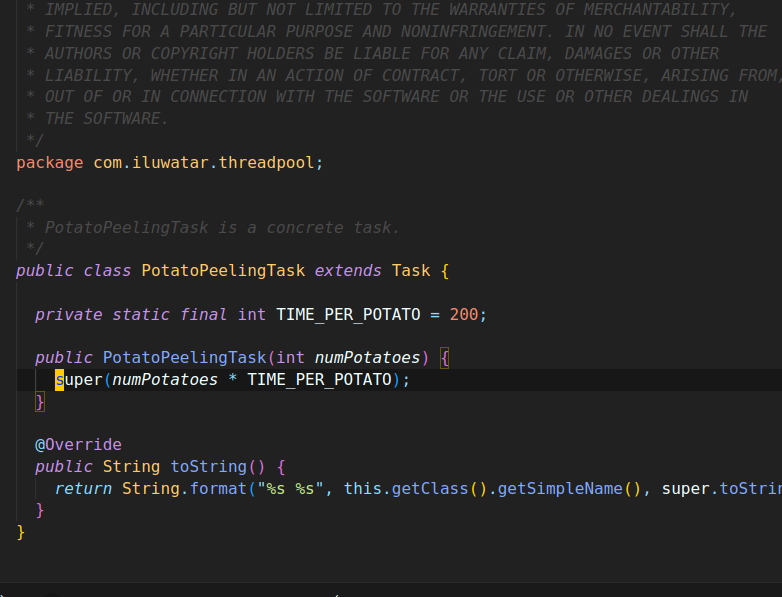 * IMPLIED, INCLUDING BUT NOT LIMITED TO THE WARRANTIES OF MERCHANTABILITY,
* FITNESS FOR A PARTICULAR PURPOSE AND NONINFRINGEMENT. IN NO EVENT SHALL THE
* AUTHORS OR COPYRIGHT HOLDERS BE LIABLE FOR ANY CLAIM, DAMAGES OR OTHER
* LIABILITY, WHETHER IN AN ACTION OF CONTRACT, TORT OR OTHERWISE, ARISING FROM,
* OUT OF OR IN CONNECTION WITH THE SOFTWARE OR THE USE OR OTHER DEALINGS IN
* THE SOFTWARE.
*/
package com.iluwatar.threadpool;
/**
* PotatoPeelingTask is a concrete task.
*/
public class PotatoPeelingTask extends Task {
private static final int TIME_PER_POTATO = 200;
public PotatoPeelingTask(int numPotatoes) {
super(numPotatoes * TIME_PER_POTATO);
}
@Override
public String toString() {
return String.format("%s %s", this.getClass().getSimpleName(), super.toStrin
}
}